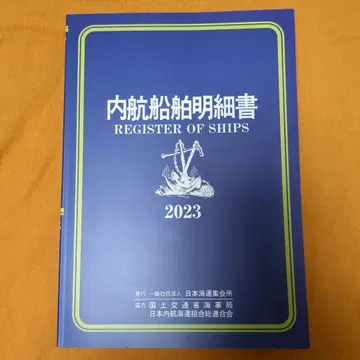 内航船舶明細書
REGISTER OF SHIPS
2023
発行 一般社団法人 日本海運集会所
協力 国土交通省海事局
日本内航海運組合総連合会